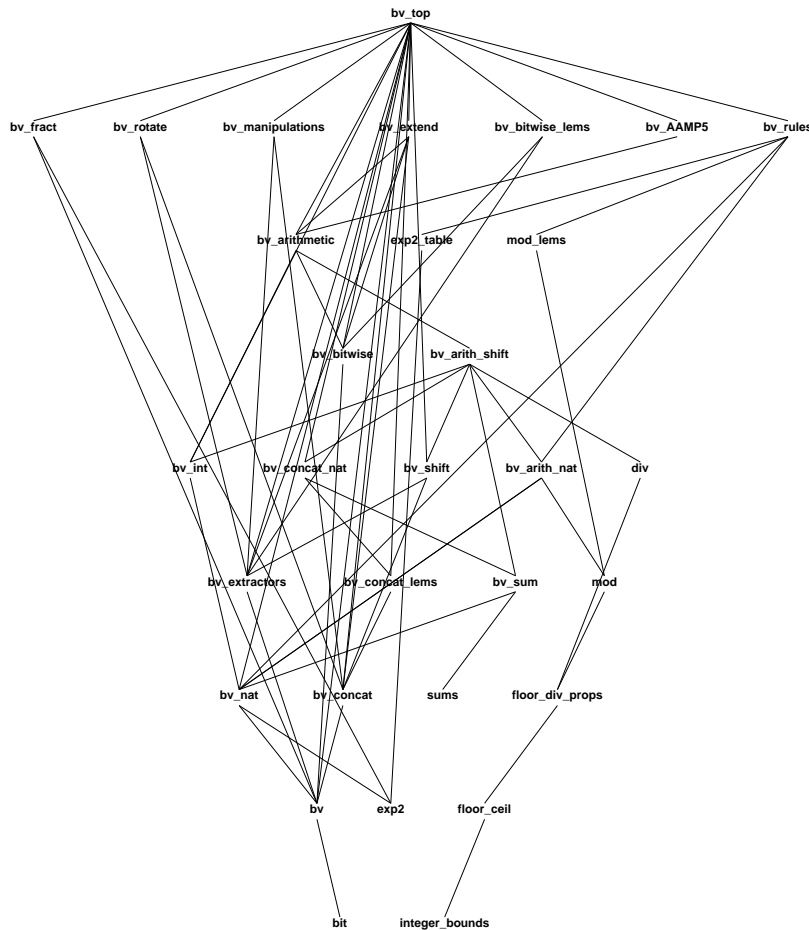 bv_top
bv_fract bv_rotate bv_manipulations bv_extend bv_bitwise_lems bv_AAMP5 bv_rules
bv_arithmetic exp2_table mod_lems
bv_bitwise bv_arith_shift
bv_int bv_concat_nat bv_shift bv_arith_nat div
bv_extractors bv_concat_lems bv_sum mod
bv_nat bv_concat sums floor_div_props
bv exp2 floor_ceil
bit integer_bounds